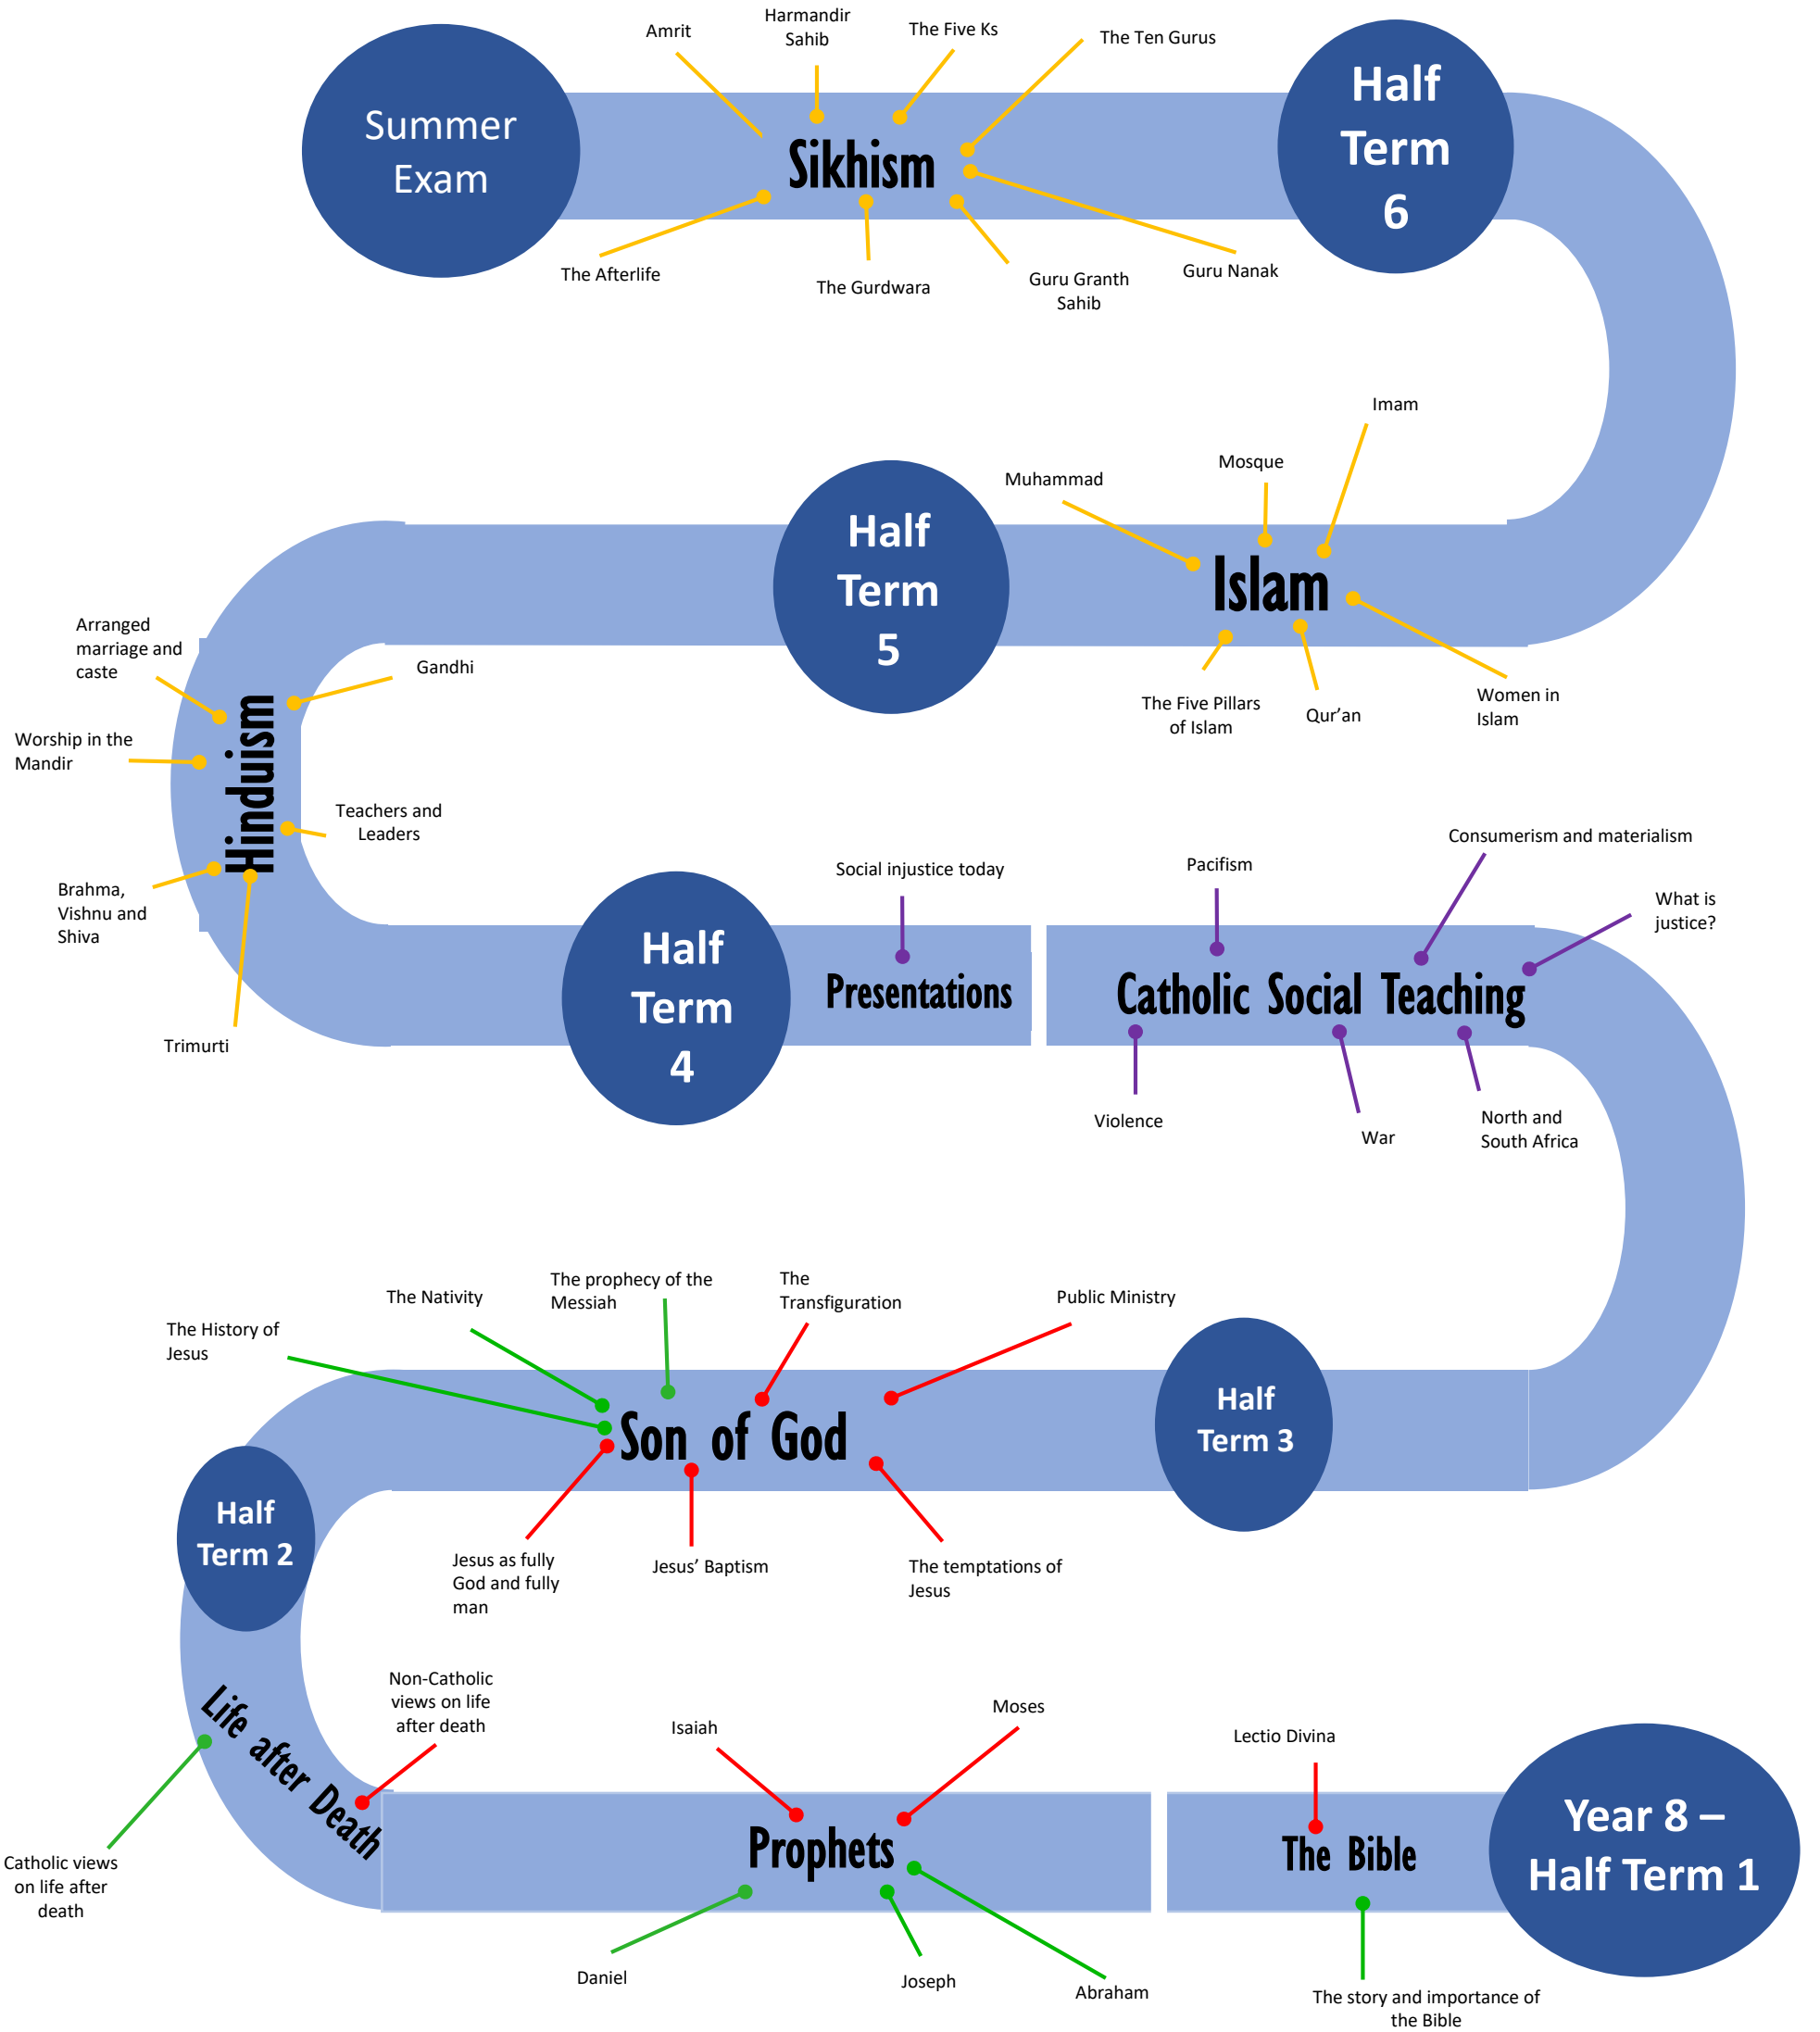 Amrit
Harmandir
Sahib
The Five Ks
The Ten Gurus
Summer
Exam
Sikhism
Half
Term
6
The Afterlife
The Gurdwara
Guru Granth
Sahib
Guru Nanak
Imam
Mosque
Muhammad
Half
Term
5
Islam
The Five Pillars
of Islam
Qur’an
Women in
Islam
Arranged
marriage and
caste
Gandhi
Worship in the
Mandir
Hinduism
Teachers and
Leaders
Brahma,
Vishnu and
Shiva
Trimurti
Half
Term
4
Social injustice today
Presentations
Pacifism
Consumerism and materialism
What is
justice?
Catholic Social Teaching
Violence
War
North and
South Africa
The History of
Jesus
The Nativity
The prophecy of the
Messiah
The
Transfiguration
Public Ministry
Son of God
Half
Term 3
Half
Term 2
Jesus as fully
God and fully
man
Jesus’ Baptism
The temptations of
Jesus
Life after Death
Non-Catholic
views on life
after death
Catholic views
on life after
death
Isaiah
Moses
Prophets
Daniel
Joseph
Abraham
Lectio Divina
The Bible
The story and importance of
the Bible
Year 8 –
Half Term 1